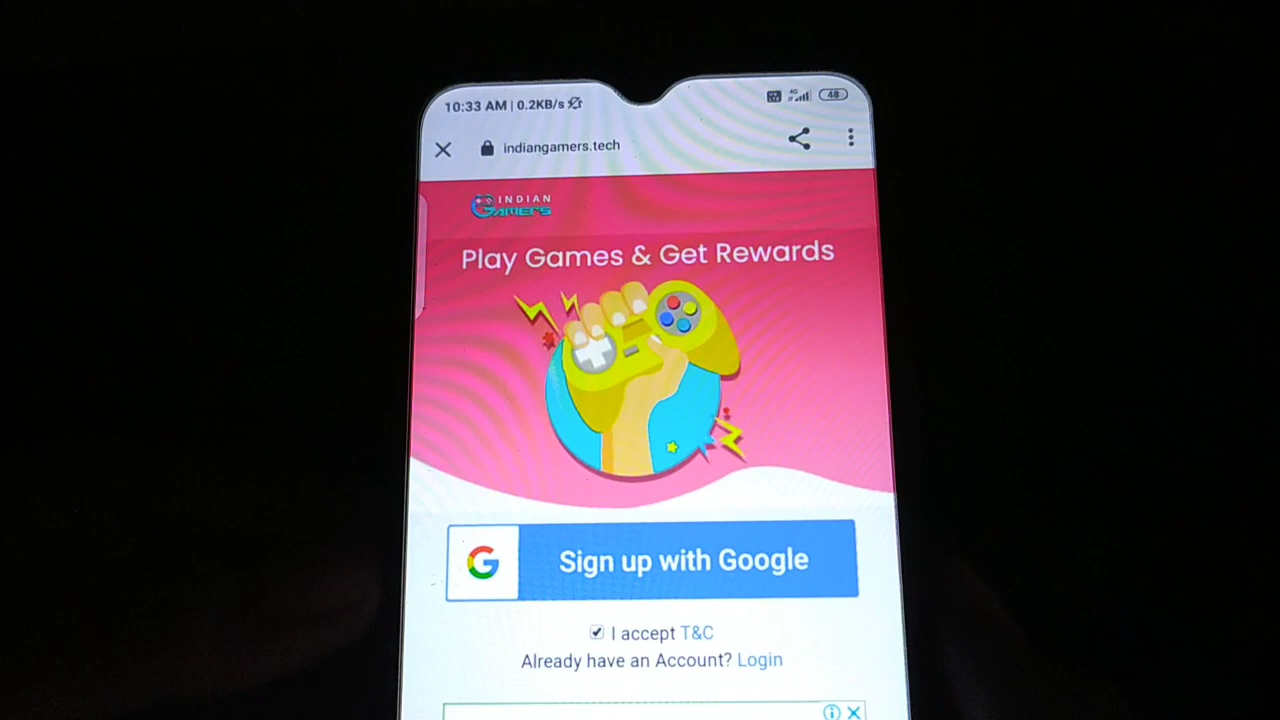 10:33 AM | 0.2KB/s
48
indiangamers.tech
INDIAN
GAMERS
Play Games & Get Rewards
G
Sign up with Google
I accept T&C
Already have an Account? Login